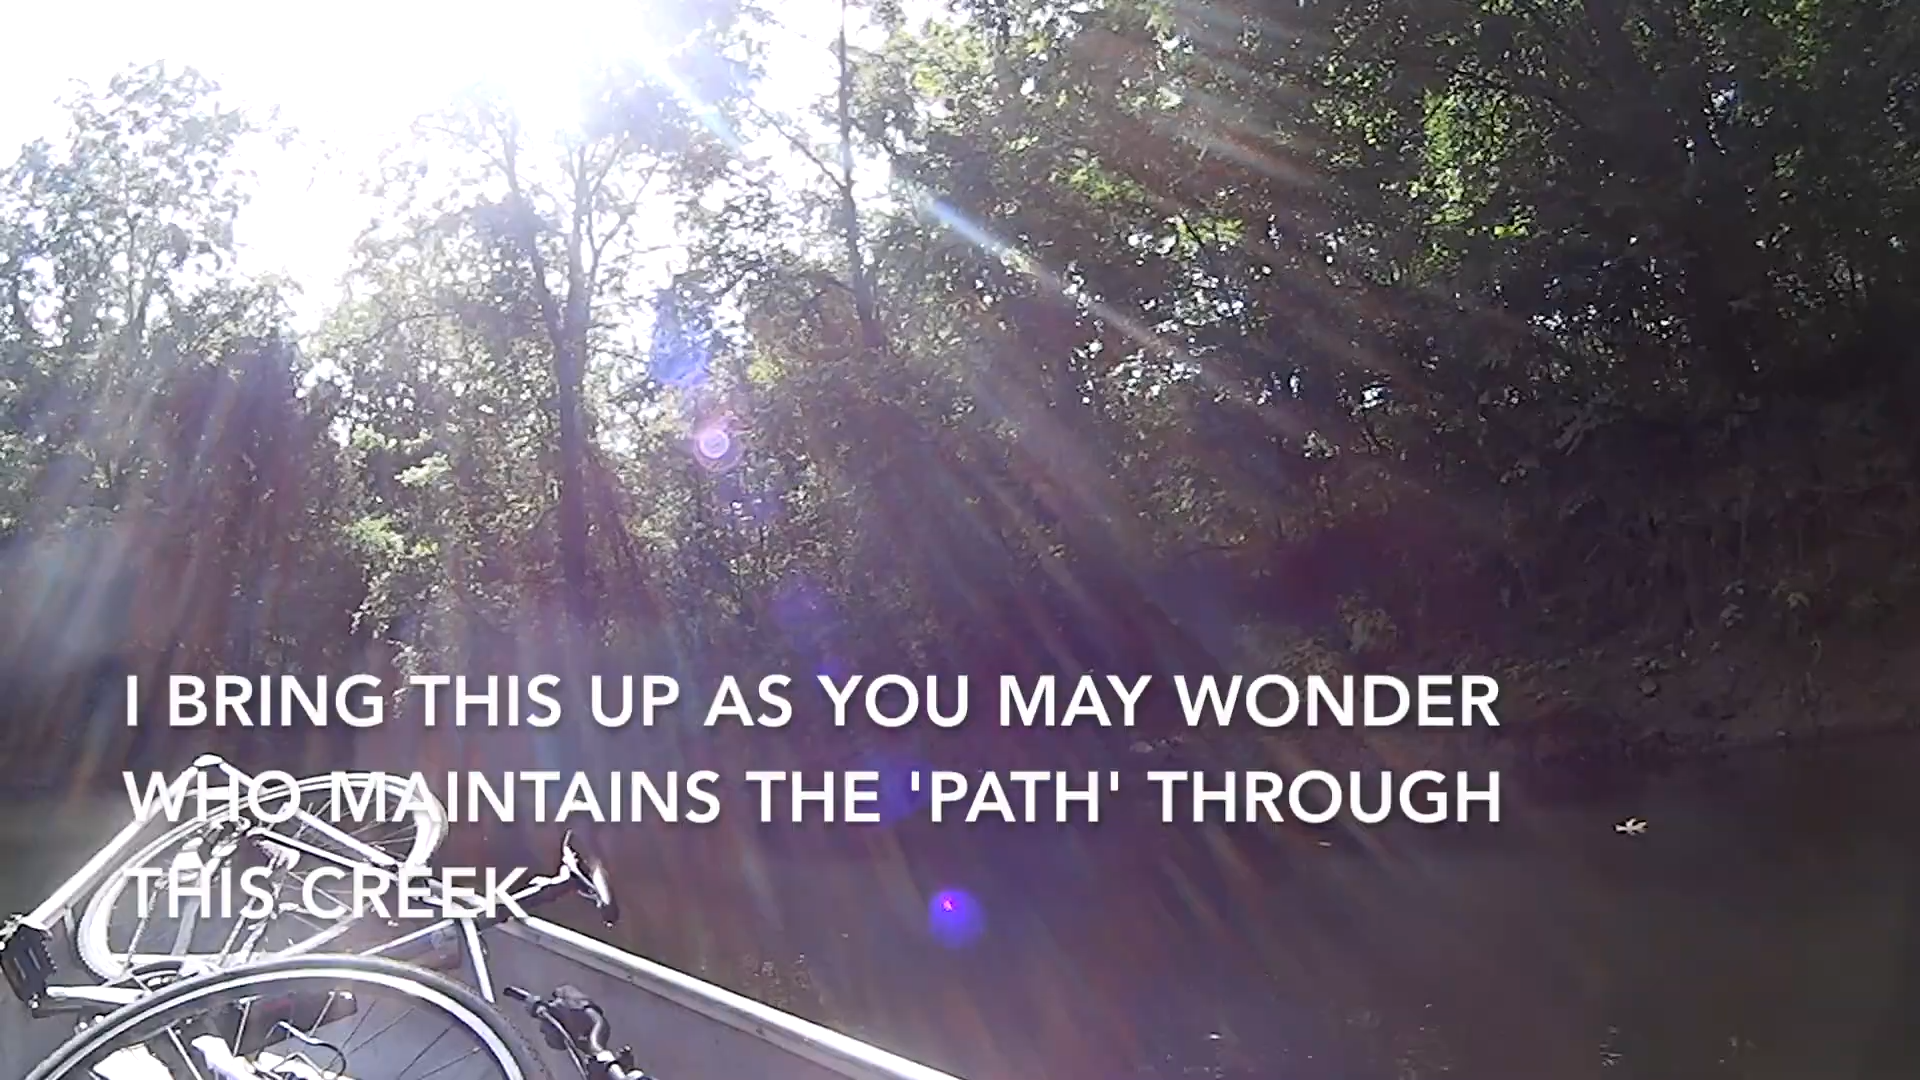 I BRING THIS UP AS YOU MAY WONDER
WHO MAINTAINS THE 'PATH' THROUGH
THIS CREEK